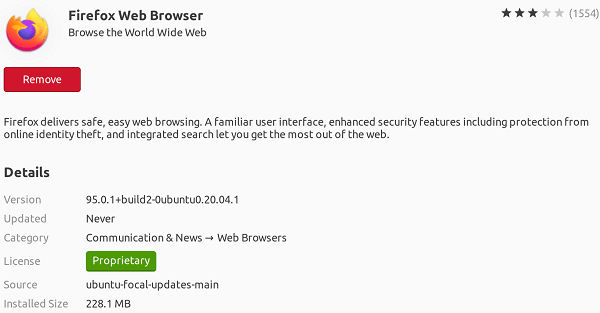 Firefox Web Browser
(1554)
Browse the World Wide Web
Remove
Firefox delivers safe, easy web browsing. A familiar user interface, enhanced security features including protection from
online identity theft, and integrated search let you get the most out of the web.
Details
Version 95.0.1+build2-0ubuntu0.20.04.1
Updated Never
Category Communication & News → Web Browsers
License Proprietary
Source ubuntu-focal-updates-main
Installed Size 228.1 MB